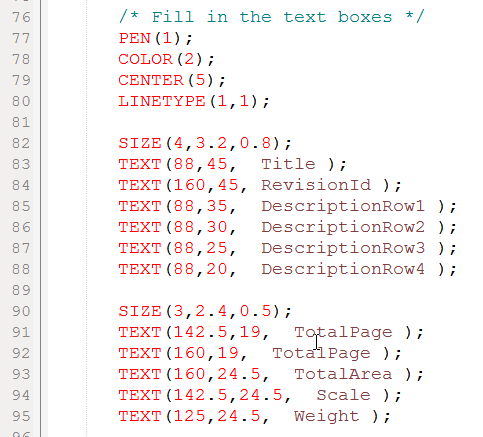 76 /* Fill in the text boxes */
77 PEN(1);
78 COLOR(2);
79 CENTER(5);
80 LINETYPE(1,1);
81
82 SIZE(4,3.2,0.8);
83 TEXT(88,45,  Title );
84 TEXT(160,45, RevisionId );
85 TEXT(88,35,  DescriptionRow1 );
86 TEXT(88,30,  DescriptionRow2 );
87 TEXT(88,25,  DescriptionRow3 );
88 TEXT(88,20,  DescriptionRow4 );
89
90 SIZE(3,2.4,0.5);
91 TEXT(142.5,19,  TotalPage );
92 TEXT(160,19,  TotalPage );
93 TEXT(160,24.5,  TotalArea );
94 TEXT(142.5,24.5,  Scale );
95 TEXT(125,24.5,  Weight );